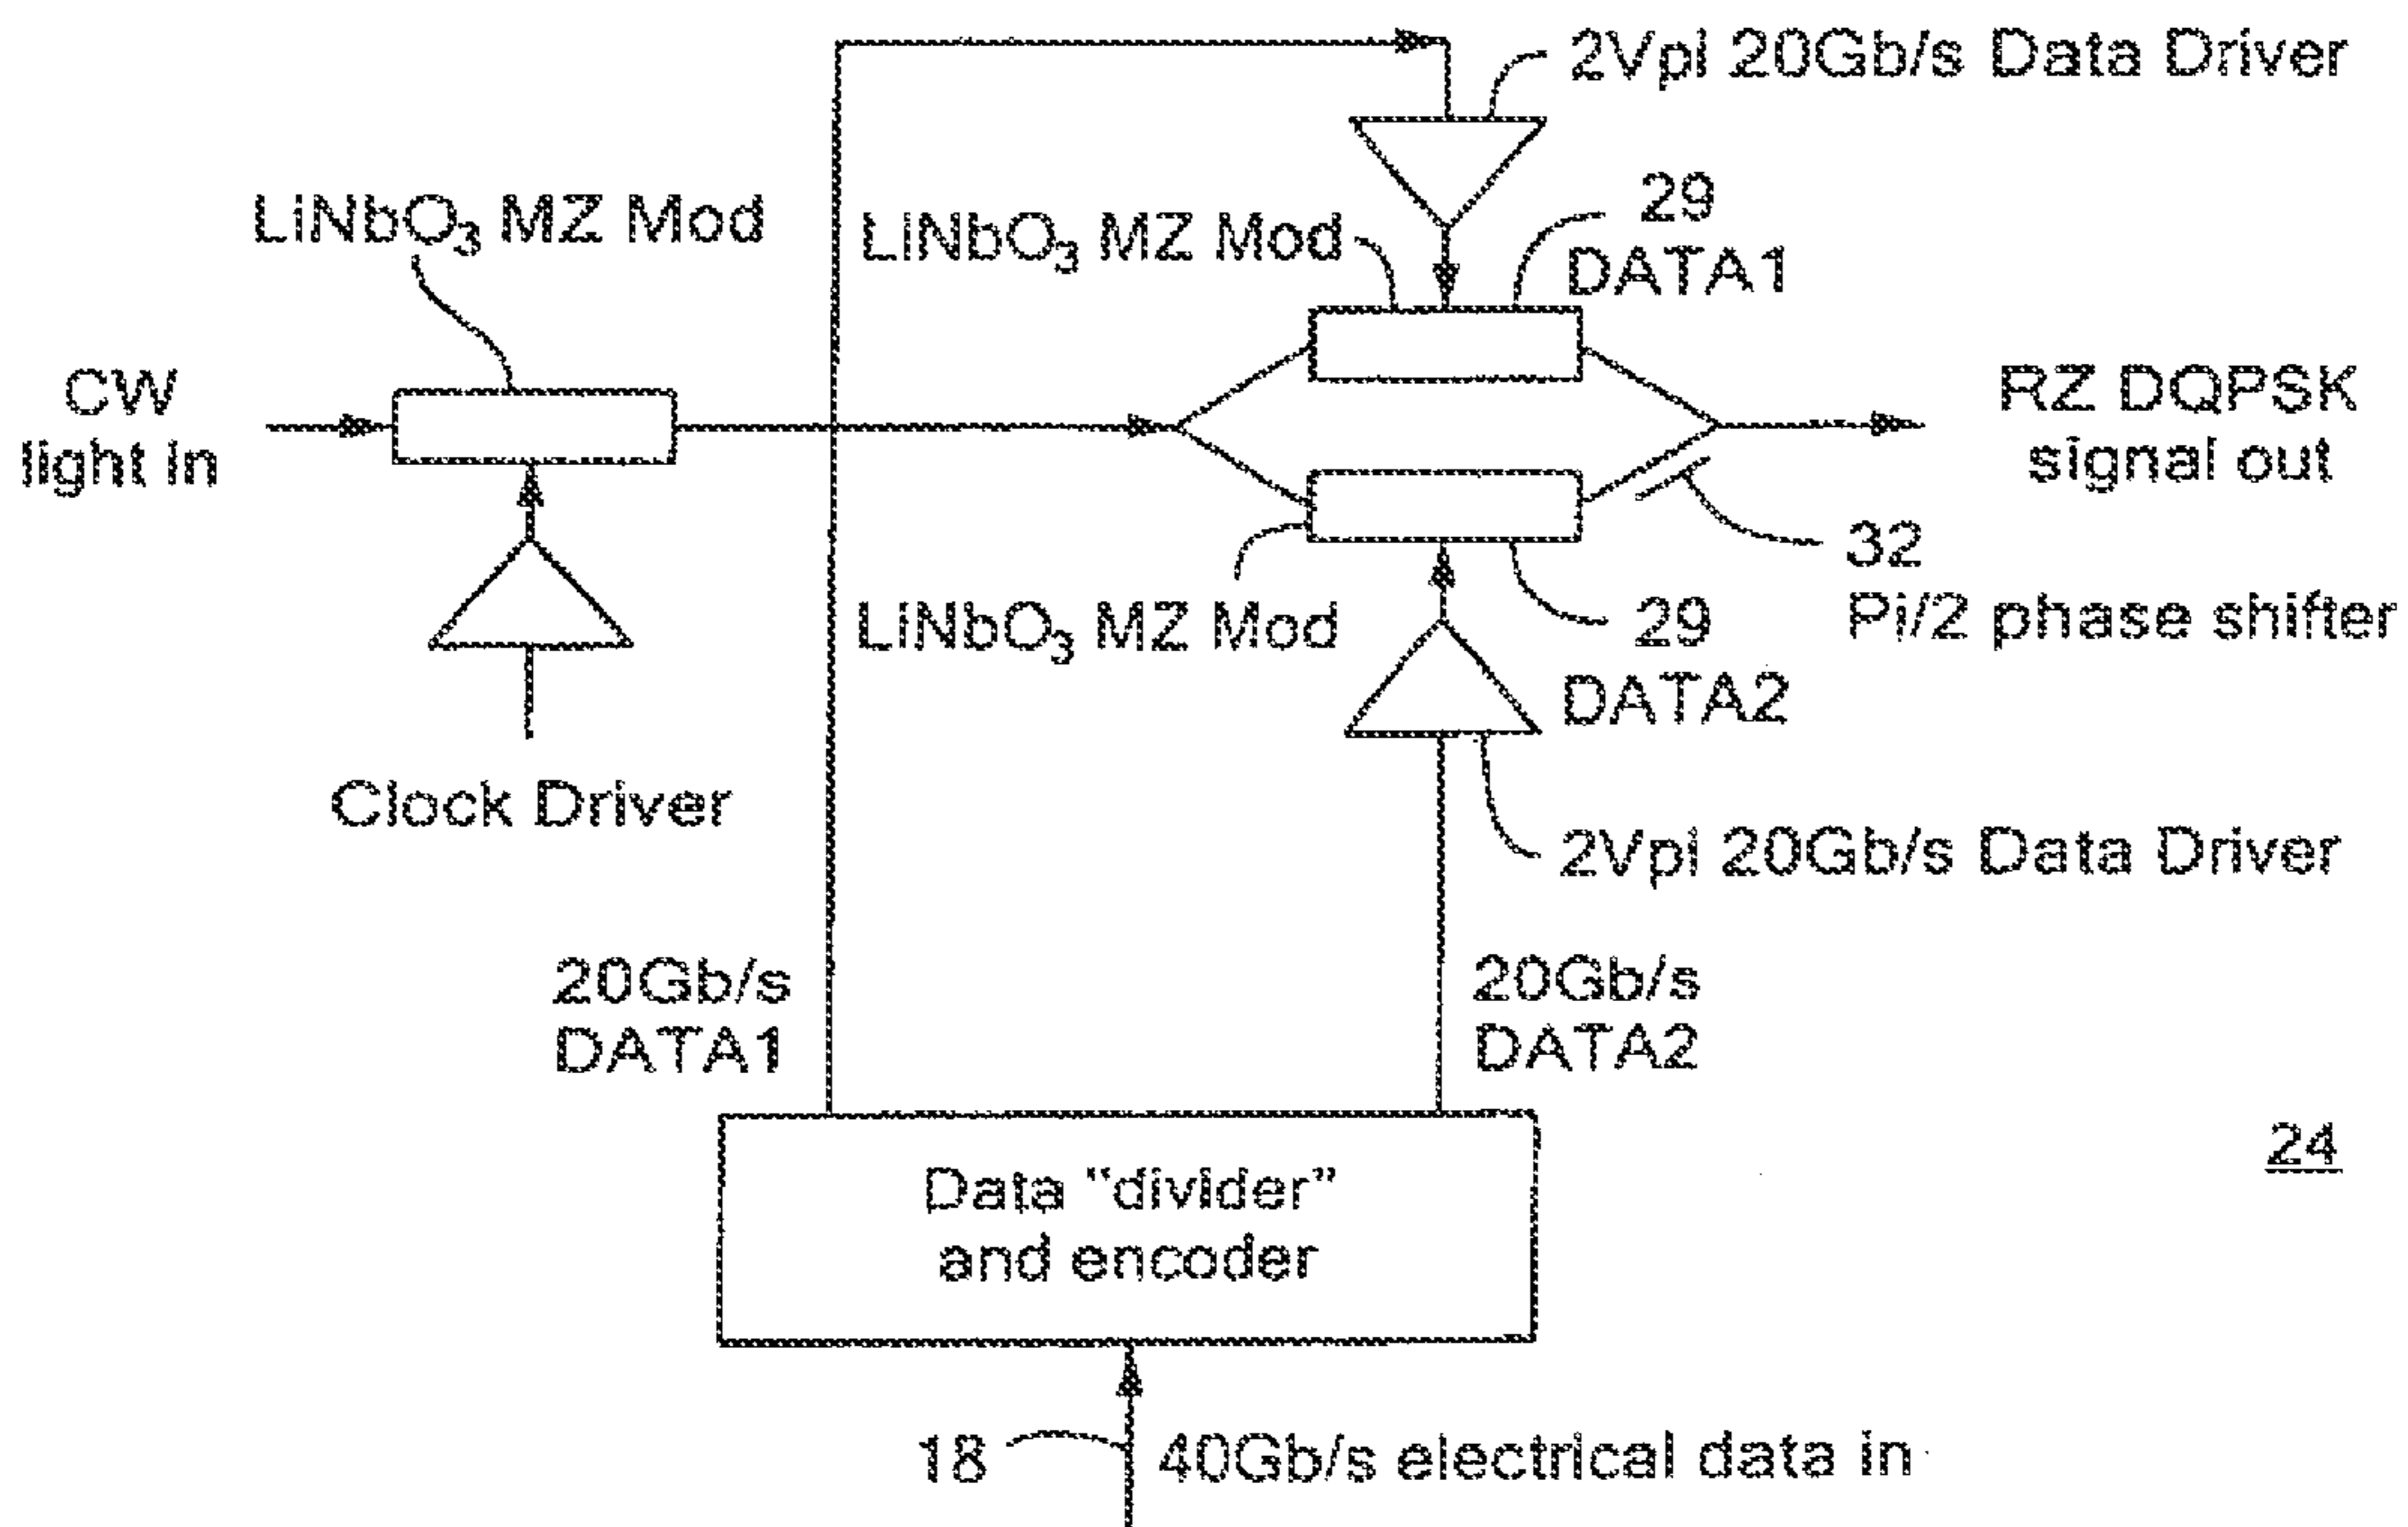 2Vpi 20Gb/s Data Driver
LiNbO3 MZ Mod
LiNbO3 MZ Mod
29
DATA1
CW
light in
RZ DQPSK
signal out
32
Pi/2 phase shifter
LiNbO3 MZ Mod
29
DATA2
Clock Driver
2Vpi 20Gb/s Data Driver
20Gb/s
DATA1
20Gb/s
DATA2
24
Data "divider"
and encoder
18
40Gb/s electrical data in